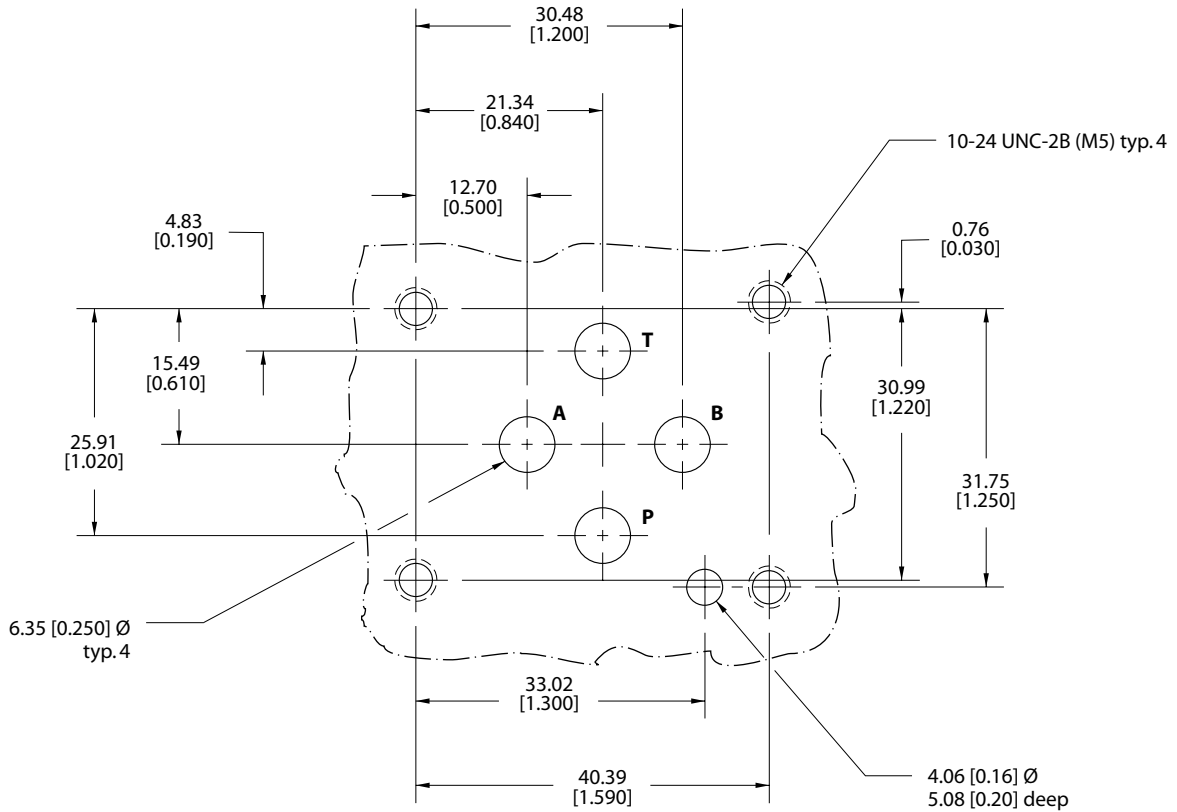 30.48
[1.200]
21.34
[0.840]
10-24 UNC-2B (M5) typ. 4
12.70
[0.500]
4.83
[0.190]
0.76
[0.030]
T
15.49
[0.610]
30.99
[1.220]
A
B
25.91
[1.020]
31.75
[1.250]
P
6.35 [0.250] Ø
typ. 4
33.02
[1.300]
40.39
[1.590]
4.06 [0.16] Ø
5.08 [0.20] deep